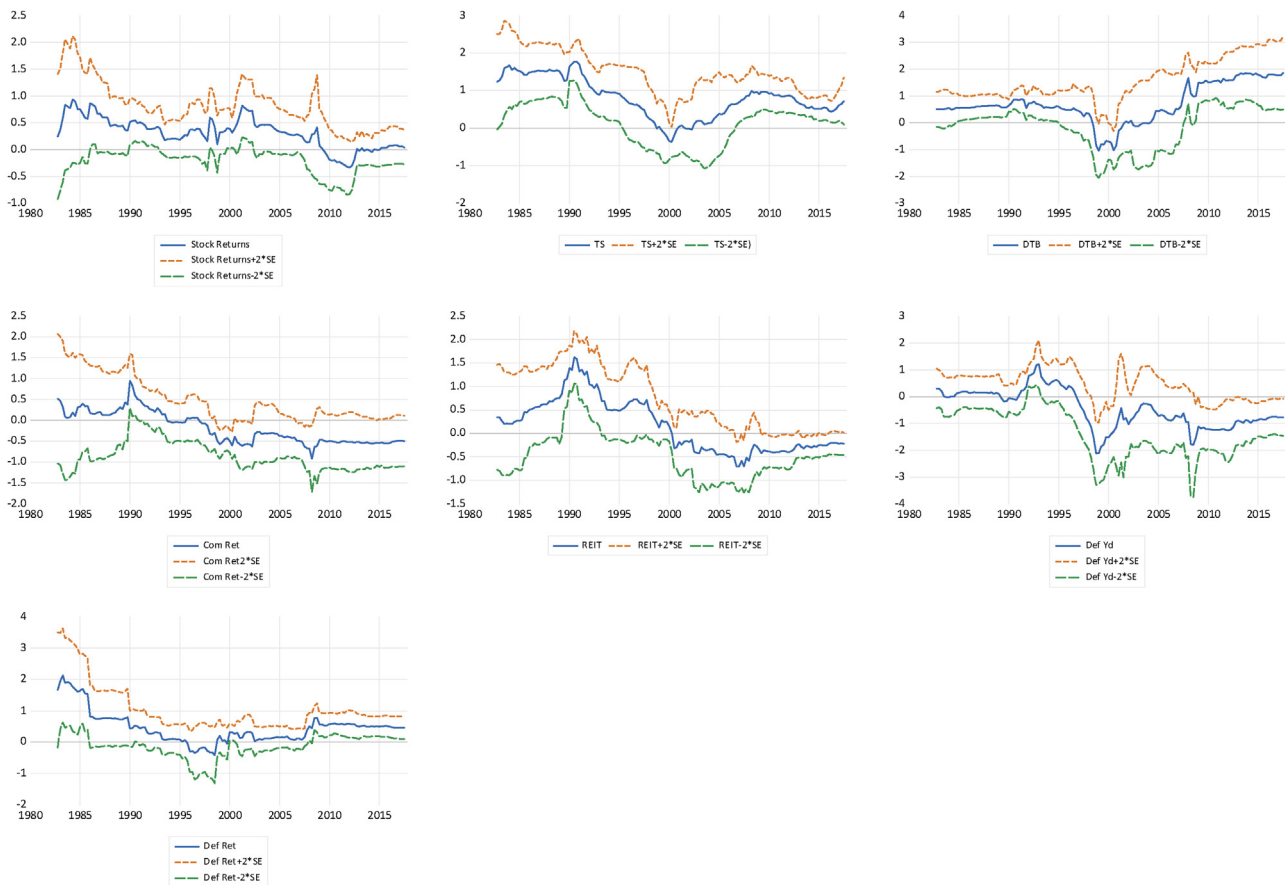 2.5
2.0
1.5
1.0
0.5
0.0
-0.5
-1.0
1980 1985 1990 1995 2000 2005 2010 2015
Stock Returns
Stock Returns+2*SE
Stock Returns-2*SE
3
2
1
0
-1
2
1980 1985 1990 1995 2000 2005 2010 2015
TS TS+2*SE TS-2*SE)
4
3
2
1
0
-1
-2
-3
1980 1985 1990 1995 2000 2005 2010 2015
DTB DTB+2*SE DTB-2*SE
2.5
2.0
1.5
1.0
0.5
0.0
-0.5
-1.0
-1.5
-2.0
1980 1985 1990 1995 2000 2005 2010 2015
Com Ret
Com Ret2*SE
Com Ret-2*SE
2.5
2.0
1.5
1.0
0.5
0.0
-0.5
-1.0
-1.5
1980 1985 1990 1995 2000 2005 2010 2015
REIT REIT+2*SE REIT-2*SE
3
2
1
0
-1
-2
-3
-4
1980 1985 1990 1995 2000 2005 2010 2015
Def Yd
Def Yd+2*SE
Def Yd-2*SE
4
3
2
1
0
-1
-2
1980 1985 1990 1995 2000 2005 2010 2015
Def Ret
Def Ret+2*SE
Def Ret-2*SE